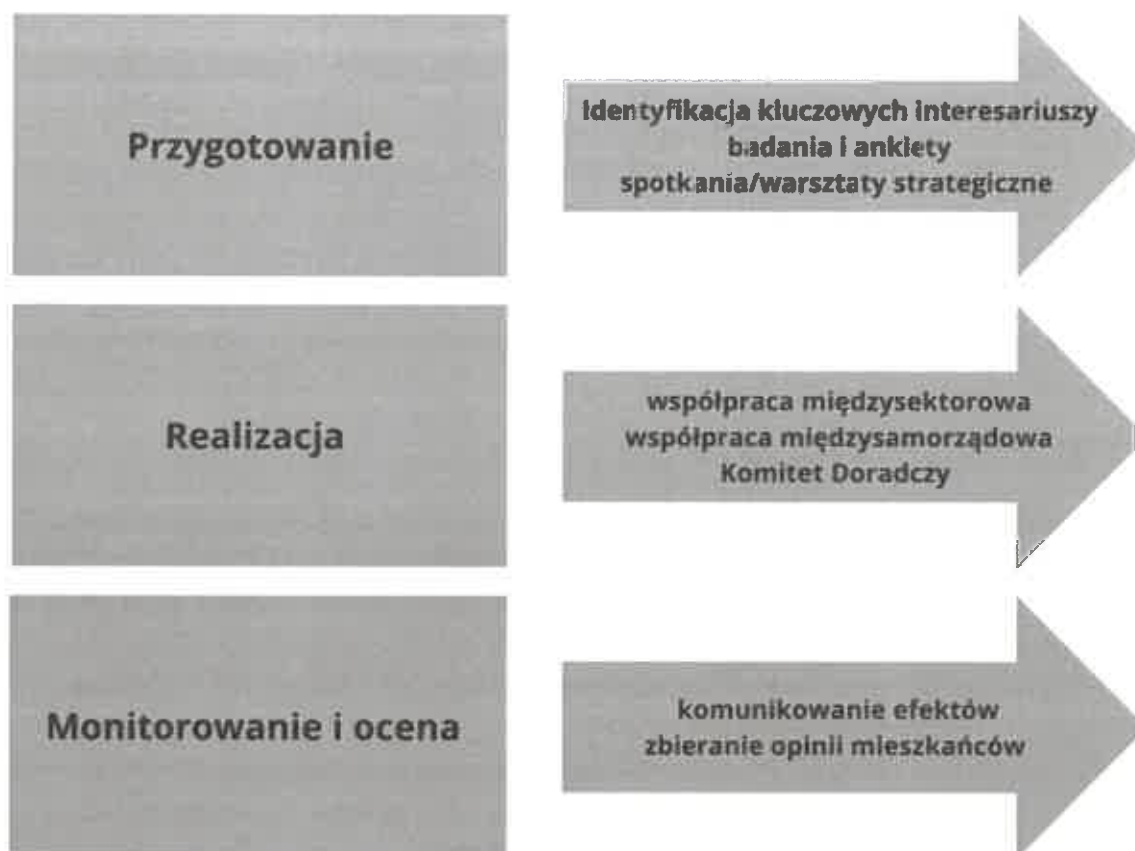 Przygotowanie
identyfikacja kluczowych interesariuszy
badania i ankiety
spotkania/warsztaty strategiczne
Realizacja
współpraca międzysektorowa
współpraca międzysamorządowa
Komitet Doradczy
Monitorowanie i ocena
komunikowanie efektów
zbieranie opinii mieszkańców